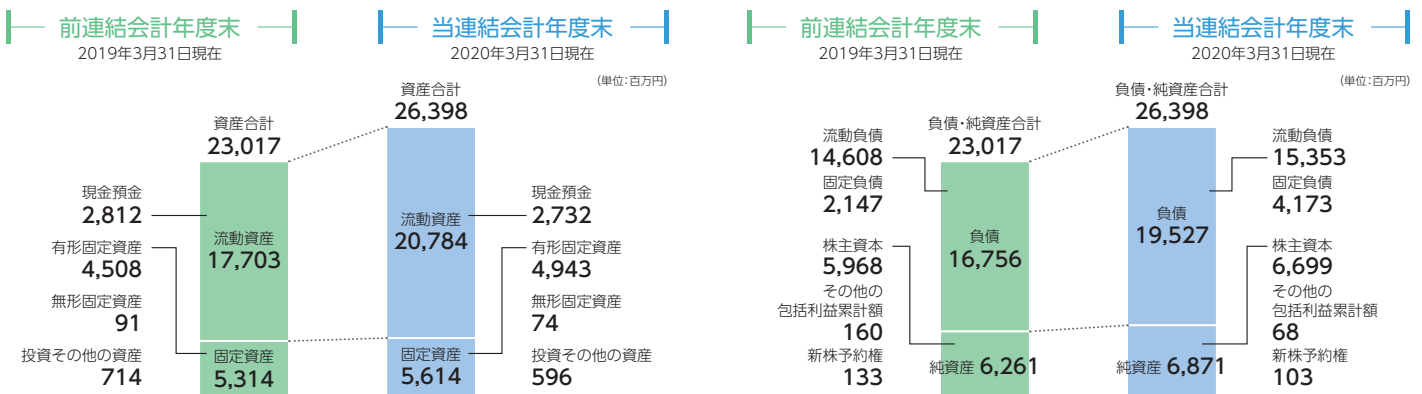 前連結会計年度末
2019年3月31日現在
当連結会計年度末
2020年3月31日現在
(単位：百万円)
資産合計
23,017
現金預金
2,812
有形固定資産
4,508
無形固定資産
91
投資その他の資産
714
流動資産
17,703
固定資産
5,314
資産合計
26,398
流動資産
20,784
固定資産
5,614
現金預金
2,732
有形固定資産
4,943
無形固定資産
74
投資その他の資産
596
前連結会計年度末
2019年3月31日現在
当連結会計年度末
2020年3月31日現在
(単位：百万円)
負債・純資産合計
23,017
流動負債
14,608
固定負債
2,147
株主資本
5,968
その他の
包括利益累計額
160
新株予約権
133
負債
16,756
純資産 6,261
負債・純資産合計
26,398
負債
19,527
純資産 6,871
流動負債
15,353
固定負債
4,173
株主資本
6,699
その他の
包括利益累計額
68
新株予約権
103